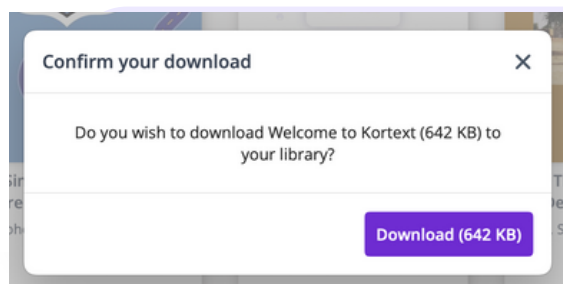 Confirm your download
Do you wish to download Welcome to Kortext (642 KB) to
your library?
Download (642 KB)